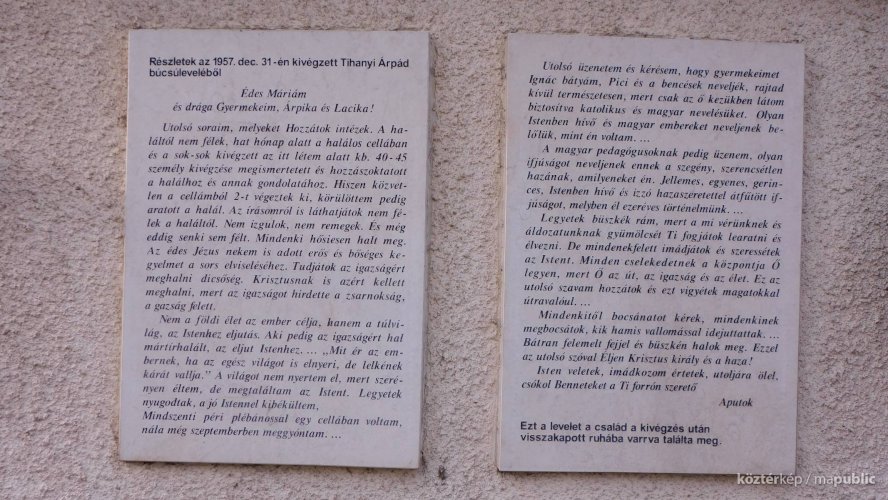 Részletek az 1957. dec. 31-én kivégzett Tihanyi Árpád
búcsúleveléből
Édes Máriám
és drága Gyermekeim, Árpika és Lacika!
Utolsó soraim, melyeket Hozzátok intézek. A ha-
láltól nem félek, hat hónap alatt a halálos cellában
és a sok-sok kivégzett az itt létem alatt kb. 40-45
személy kivégzése megismertetett és hozzászoktatott
a halálhoz és annak gondolatához. Hiszen közvet-
len a cellámból 2-t végeztek ki, körülöttem pedig
aratott a halál. Az írásomról is láthatjátok nem fé-
lek a haláltól. Nem izgulok, nem remegek. És még
eddig senki sem félt. Mindenki hősiesen halt meg.
Az édes Jézus nekem is adott erős és bőséges ke-
gyelmet a sors elviseléséhez. Tudjátok az igazságért
meghalni dicsőség. Krisztusnak is azért kellett
meghalni, mert az igazságot hirdette a zsarnokság,
a gazság felett.
Nem a földi élet az ember célja, hanem a túlvi-
lág, az Istenhez eljutás. Aki pedig az igazságért hal
mártírhalált, az eljut Istenhez. ... „Mit ér az em-
bernek, ha az egész világot is elnyeri, de lelkének
kárát vallja.” A világot nem nyertem el, mert szeré-
nyen éltem, de megtaláltam az Istent. Legyetek
nyugodtak, a jó Istennel kibékültem,
Mindszenti péri plébánossal egy cellában voltam,
nála még szeptemberben meggyóntam. ...
Utolsó üzenetem és kérésem, hogy gyermekeimet
Ignác bátyám, Pici és a bencések neveljék, rajtad
kívül természetesen, mert csak az ő kezükben látom
biztosítva katolikus és magyar nevelésüket. Olyan
Istenben hívő és magyar embereket neveljenek be-
lőlük, mint én voltam. ...
A magyar pedagógusoknak pedig üzenem, olyan
ifjúságot neveljenek ennek a szegény, szerencsétlen
hazának, amilyeneket én. Jellemes, egyenes, gerin-
ces, Istenben hívő és izzó hazaszeretettel átfűtött if-
júságot, melyben él ezeréves történelmünk. ...
Legyetek büszkék rám, mert a mi vérünknek és
áldozatunknak gyümölcsét Ti fogjátok learatni és
élvezni. De mindenekfelett imádjátok és szeressétek
az Istent. Minden cselekedetnek a központja Ő
legyen, mert Ő az út, az igazság és az élet. Ez az
utolsó szavam hozzátok és ezt vigyétek magatokkal
útravalóul. ...
Mindenkitől bocsánatot kérek, mindenkinek
megbocsátok, kik hamis vallomással idejuttattak. ...
Bátran felemelt fejjel és büszkén halok meg. Ezzel
az utolsó szóval Éljen Krisztus király és a haza!
Isten veletek, imádkozom értetek, utoljára ölel,
csókol Benneteket a Ti forrón szerető
Aputok
Ezt a levelet a család a kivégzés után
visszakapott ruhába varrva találta meg.
köztérkép / mapublic